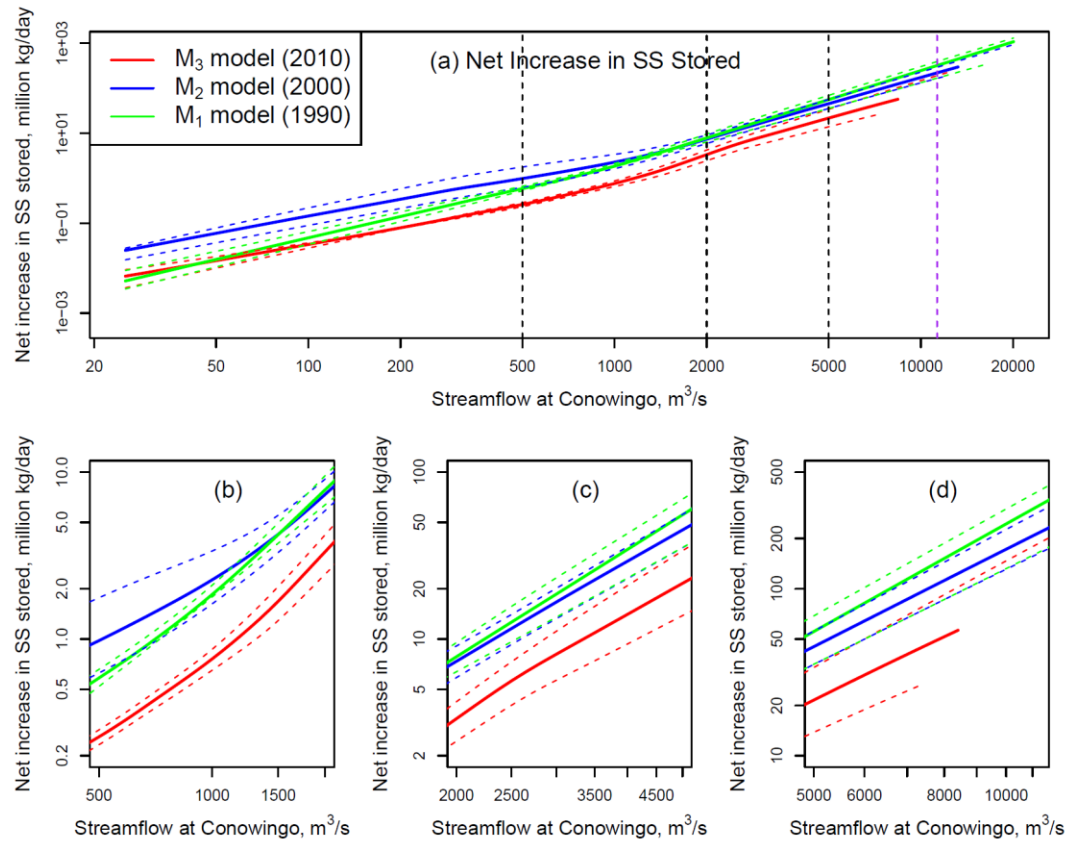 (a) Net Increase in SS Stored
M₃ model (2010)
M₂ model (2000)
M₁ model (1990)
Net increase in SS stored, million kg/day
1e+03
1e+01
1e-01
1e-03
20 50 100 200 500 1000 2000 5000 10000 20000
Streamflow at Conowingo, m³/s
(b)
Net increase in SS stored, million kg/day
10.0
5.0
2.0
1.0
0.5
0.2
500 1000 1500
Streamflow at Conowingo, m³/s
(c)
Net increase in SS stored, million kg/day
100
50
20
10
5
2
2000 2500 3500 4500
Streamflow at Conowingo, m³/s
(d)
Net increase in SS stored, million kg/day
500
200
100
50
20
10
5000 6000 8000 10000
Streamflow at Conowingo, m³/s